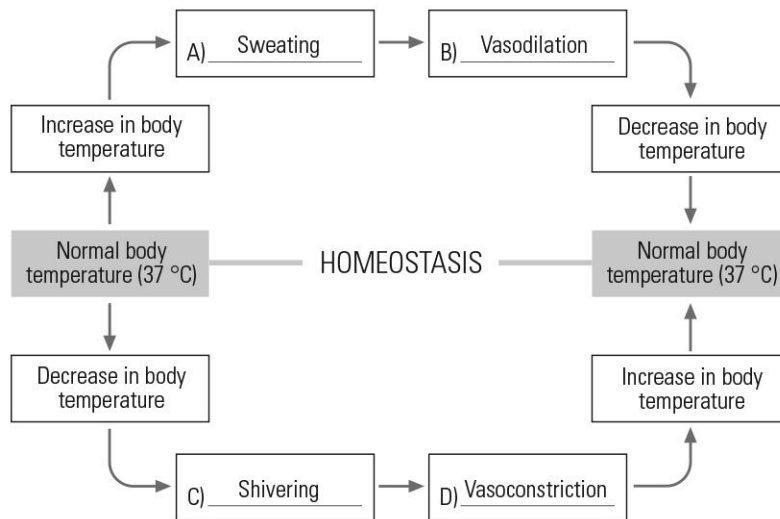 A) Sweating
B) Vasodilation
Increase in body
temperature
Decrease in body
temperature
Normal body
temperature (37 °C)
HOMEOSTASIS
Normal body
temperature (37 °C)
Decrease in body
temperature
Increase in body
temperature
C) Shivering
D) Vasoconstriction